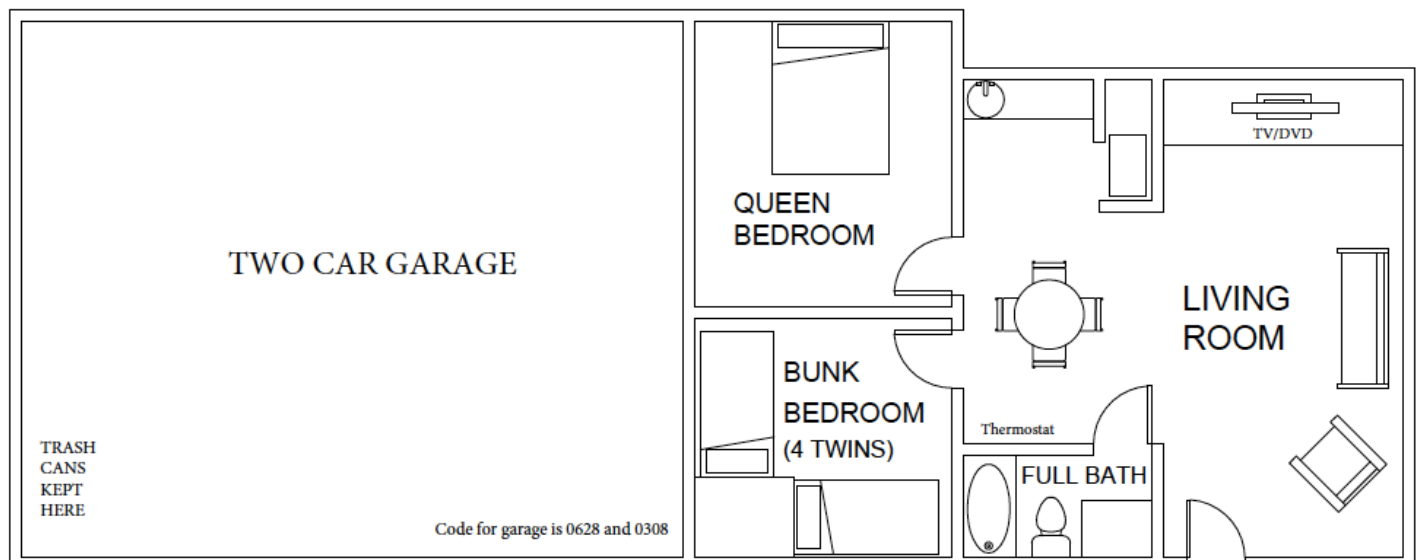 TWO CAR GARAGE
TRASH
CANS
KEPT
HERE
Code for garage is 0628 and 0308
QUEEN
BEDROOM
BUNK
BEDROOM
(4 TWINS)
Thermostat
FULL BATH
TV/DVD
LIVING
ROOM